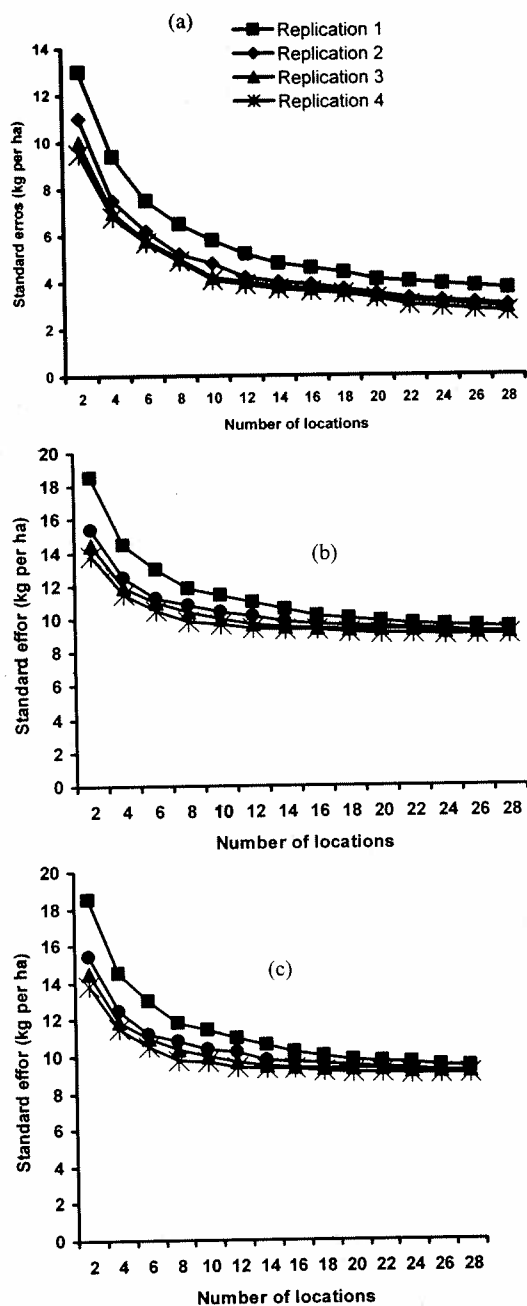 (a)
Replication 1
Replication 2
Replication 3
Replication 4
14
12
10
8
6
4
2
0
Standard erros (kg per ha)
2 4 6 8 10 12 14 16 18 20 22 24 26 28
Number of locations
20
18
16
14
12
10
8
6
4
2
0
Standard effor (kg per ha)
(b)
2 4 6 8 10 12 14 16 18 20 22 24 26 28
Number of locations
20
18
16
14
12
10
8
6
4
2
0
Standard effor (kg per ha)
(c)
2 4 6 8 10 12 14 16 18 20 22 24 26 28
Number of locations